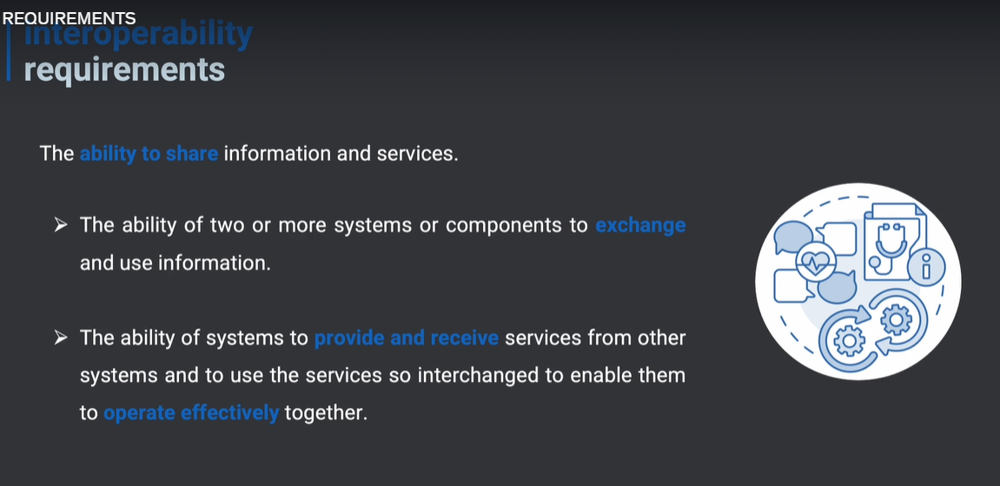 REQUIREMENTS
Interoperability
requirements
The ability to share information and services.
➢ The ability of two or more systems or components to exchange
and use information.
➢ The ability of systems to provide and receive services from other
systems and to use the services so interchanged to enable them
to operate effectively together.